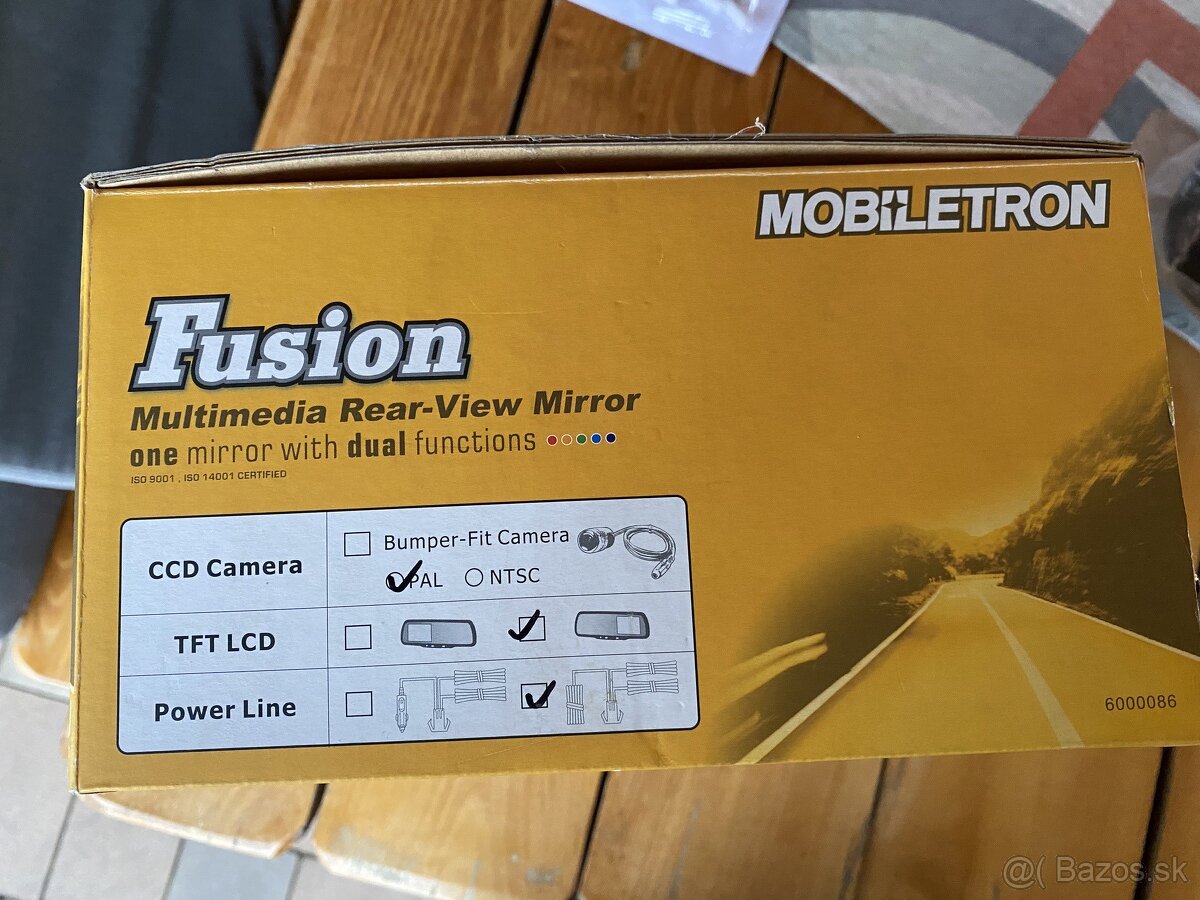 MOBILETRON
Fusion
Multimedia Rear-View Mirror
one mirror with dual functions
ISO 9001 , ISO 14001 CERTIFIED
CCD Camera
Bumper-Fit Camera
PAL NTSC
TFT LCD
Power Line
6000086
@( Bazos.sk